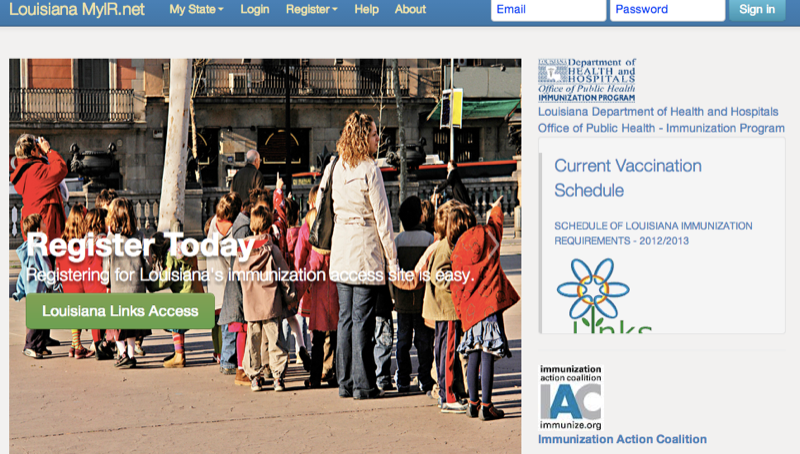 Louisiana MyIR.net
My State
Login
Register
Help
About
Email
Password
Sign in
Register Today
Registering for Louisiana's immunization access site is easy.
Louisiana Links Access
LOUISIANA
Department of
HEALTH and
HOSPITALS
Office of Public Health
IMMUNIZATION PROGRAM
Louisiana Department of Health and Hospitals
Office of Public Health - Immunization Program
Current Vaccination
Schedule
SCHEDULE OF LOUISIANA IMMUNIZATION
REQUIREMENTS - 2012/2013
Links
immunization
action coalition
IAC
immunize.org
Immunization Action Coalition